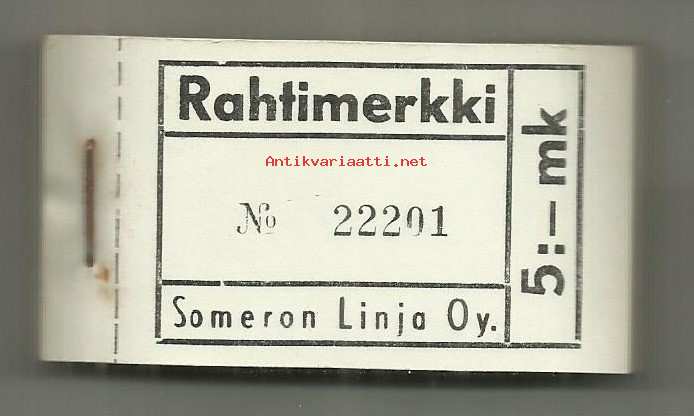 Rahtimerkki
Antikvariaatti.net
№ 22201
Someron Linja Oy.
5:– mk